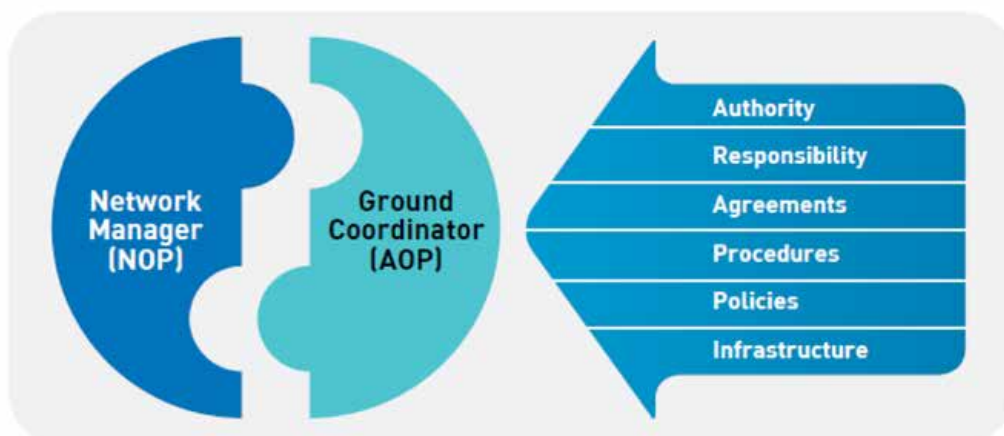 Network
Manager
(NOP)
Ground
Coordinator
(AOP)
Authority
Responsibility
Agreements
Procedures
Policies
Infrastructure